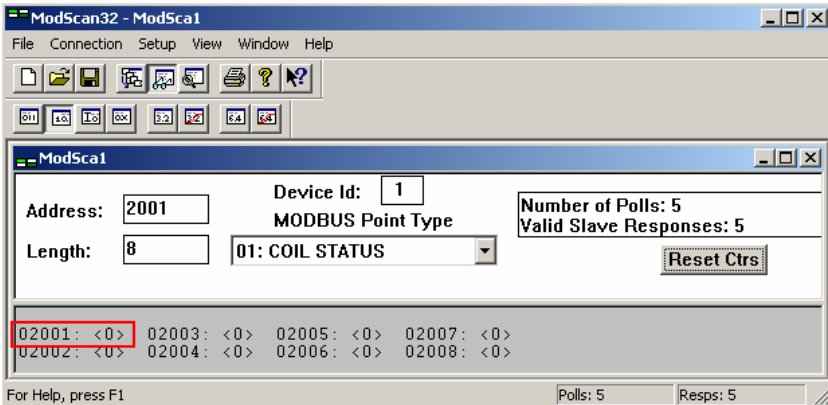 ModScan32 - ModSca1
File Connection Setup View Window Help
ModSca1
Address: 2001
Device Id: 1
MODBUS Point Type
Length: 8
01: COIL STATUS
Number of Polls: 5
Valid Slave Responses: 5
Reset Ctrs
02001: <0> 02003: <0> 02005: <0> 02007: <0>
02002: <0> 02004: <0> 02006: <0> 02008: <0>
For Help, press F1
Polls: 5
Resps: 5